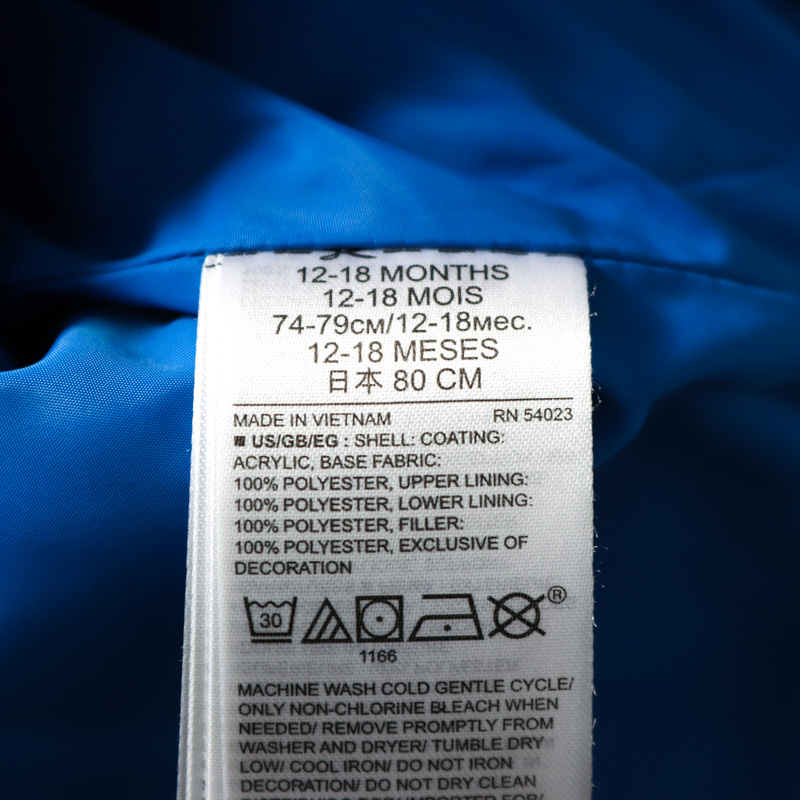 12-18 MONTHS
12-18 MOIS
74-79см/12-18мес.
12-18 MESES
日本 80 CM
MADE IN VIETNAM RN 54023
US/GB/EG : SHELL: COATING:
ACRYLIC, BASE FABRIC:
100% POLYESTER, UPPER LINING:
100% POLYESTER, LOWER LINING:
100% POLYESTER, FILLER:
100% POLYESTER, EXCLUSIVE OF
DECORATION
30 ®
1166
MACHINE WASH COLD GENTLE CYCLE/
ONLY NON-CHLORINE BLEACH WHEN
NEEDED/ REMOVE PROMPTLY FROM
WASHER AND DRYER/ TUMBLE DRY
LOW/ COOL IRON/ DO NOT IRON
DECORATION/ DO NOT DRY CLEAN